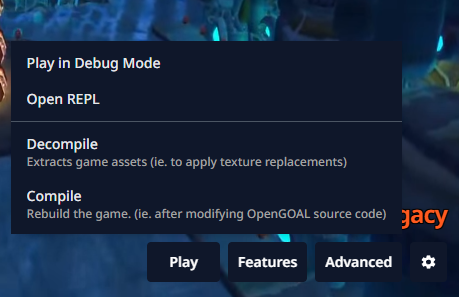 Play in Debug Mode
Open REPL
Decompile
Extracts game assets (ie. to apply texture replacements)
Compile
Rebuild the game. (ie. after modifying OpenGOAL source code)
gacy
Play
Features
Advanced